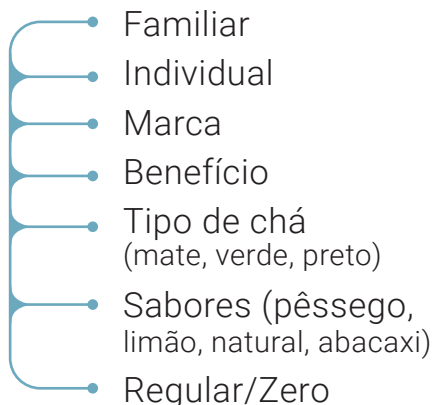 Familiar
Individual
Marca
Benefício
Tipo de chá
(mate, verde, preto)
Sabores (pêssego,
limão, natural, abacaxi)
Regular/Zero